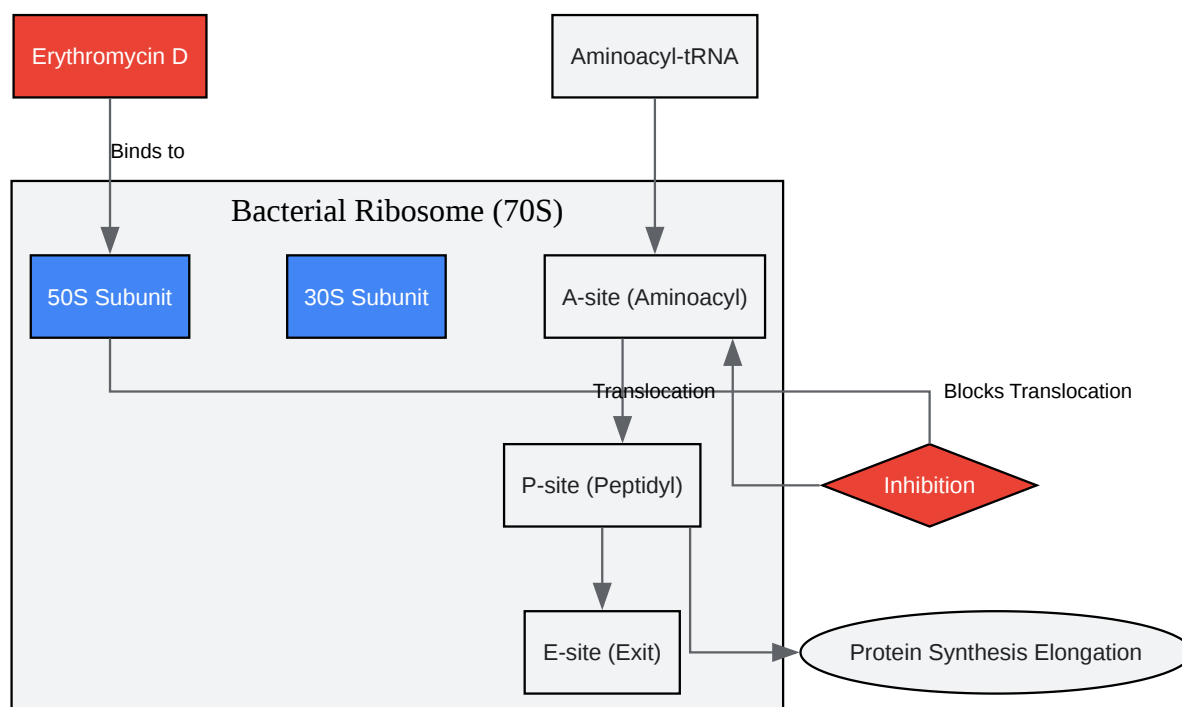 Erythromycin D
Aminoacyl-tRNA
Binds to
Bacterial Ribosome (70S)
50S Subunit
30S Subunit
A-site (Aminoacyl)
Translocation
Blocks Translocation
P-site (Peptidyl)
Inhibition
E-site (Exit)
Protein Synthesis Elongation